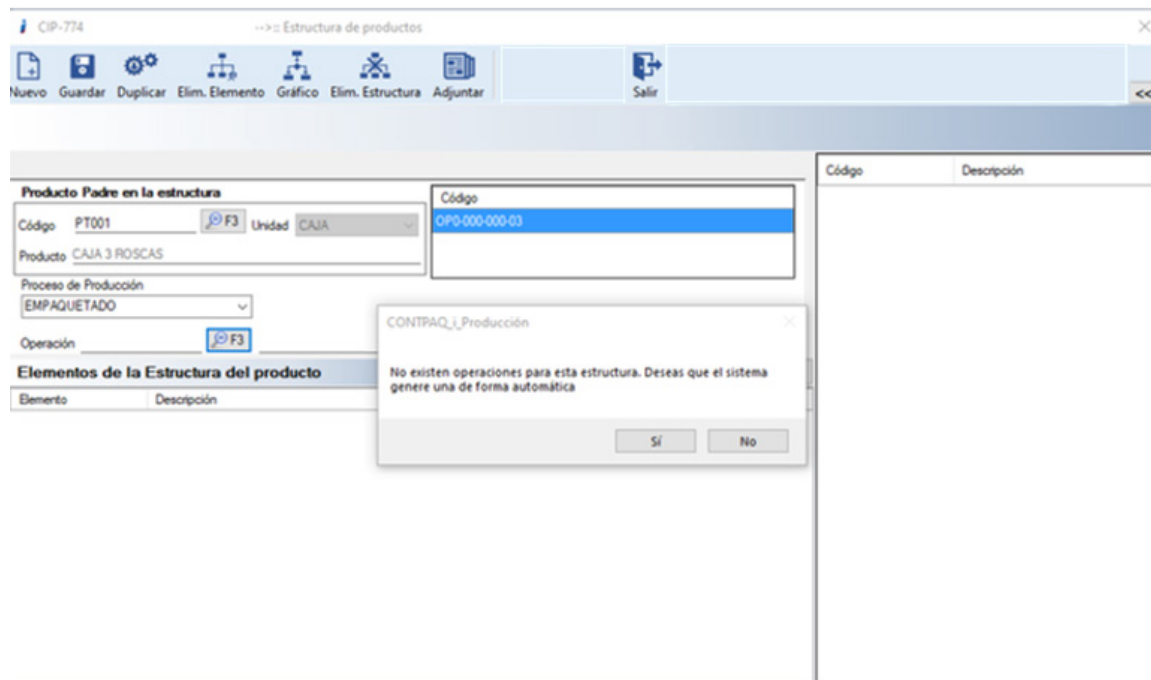 CIP-774 -->:: Estructura de productos
Nuevo Guardar Duplicar Elim. Elemento Gráfico Elim. Estructura Adjuntar Salir
<<
Código Descripción
Producto Padre en la estructura
Código PT001 F3 Unidad CAJA
Producto CAJA 3 ROSCAS
Código
OP0-000-000-03
Proceso de Producción
EMPAQUETADO
Operación F3
Elementos de la Estructura del producto
Elemento Descripción
CONTPAQ_i_Producción
No existen operaciones para esta estructura. Deseas que el sistema
genere una de forma automática
Sí No